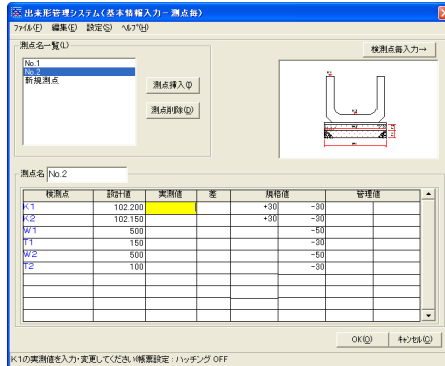 出来形管理システム(基本情報入力ー測点毎)
ファイル(F) 編集(E) 設定(S) ヘルプ(H)
測点名一覧(L)
検測点毎入力→
No.1
No.2
新規測点
測点挿入(I)
測点削除(D)
測点名 No.2
検測点 設計値 実測値 差 規格値 管理値
K1 102.200 +30 -30
K2 102.150 +30 -30
W1 500 -50
T1 150 -30
W2 500 -50
T2 100 -30
OK(O) キャンセル(C)
K1の実測値を入力・変更してください!帳票設定:ハッチング OFF